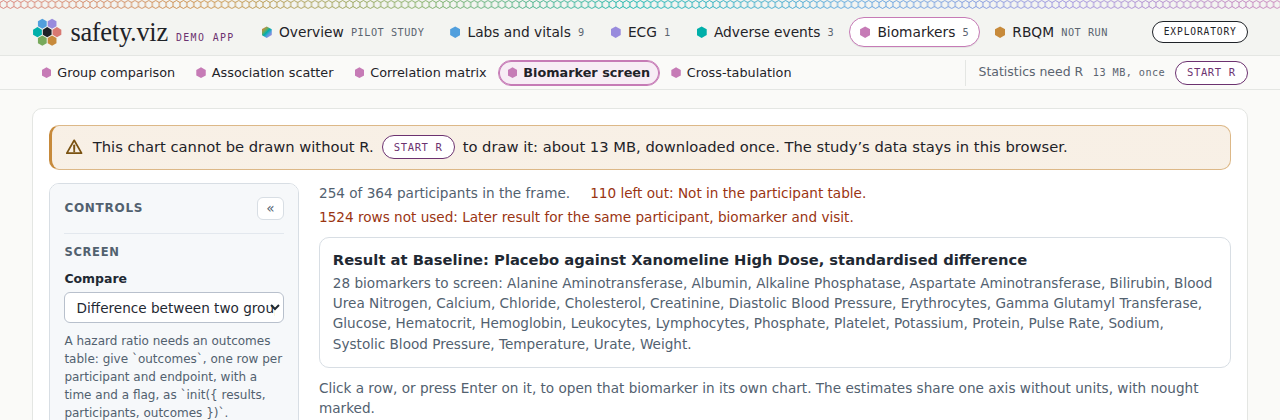 safety.viz DEMO APP Overview PILOT STUDY Labs and vitals 9 ECG 1 Adverse events 3 Biomarkers 5 RBQM NOT RUN EXPLORATORY
Group comparison Association scatter Correlation matrix Biomarker screen Cross-tabulation Statistics need R 13 MB, once START R
This chart cannot be drawn without R. START R to draw it: about 13 MB, downloaded once. The study’s data stays in this browser.
CONTROLS «
SCREEN
Compare
Difference between two grou
A hazard ratio needs an outcomes
table: give `outcomes`, one row per
participant and endpoint, with a
time and a flag, as `init({ results,
participants, outcomes })`.
254 of 364 participants in the frame. 110 left out: Not in the participant table.
1524 rows not used: Later result for the same participant, biomarker and visit.
Result at Baseline: Placebo against Xanomeline High Dose, standardised difference
28 biomarkers to screen: Alanine Aminotransferase, Albumin, Alkaline Phosphatase, Aspartate Aminotransferase, Bilirubin, Blood
Urea Nitrogen, Calcium, Chloride, Cholesterol, Creatinine, Diastolic Blood Pressure, Erythrocytes, Gamma Glutamyl Transferase,
Glucose, Hematocrit, Hemoglobin, Leukocytes, Lymphocytes, Phosphate, Platelet, Potassium, Protein, Pulse Rate, Sodium,
Systolic Blood Pressure, Temperature, Urate, Weight.
Click a row, or press Enter on it, to open that biomarker in its own chart. The estimates share one axis without units, with nought
marked.